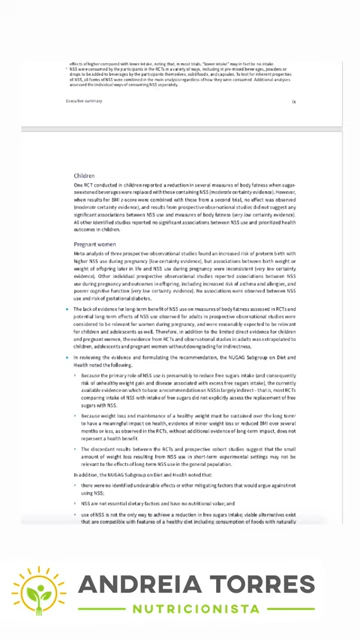 effects of higher compared with lower intake, noting that, in most trials, "lower intake" may in fact be no intake.
NSS were consumed by the participants in the RCTs in a variety of ways, including in pre-mixed beverages, powders or
drops to be added to beverages by the participants themselves, solid foods, and capsules. To test for inherent properties
of NSS, all forms of NSS were combined in the main analysis regardless of how they were consumed. Additional analyses
assessed the individual ways of consuming NSS separately.
Executive summary
Children
One RCT conducted in children reported a reduction in several measures of body fatness when sugar-
sweetened beverages were replaced with those containing NSS (moderate certainty evidence). However,
when results for BMI z-score were combined with those from a second trial, no effect was observed
(moderate certainty evidence), and results from prospective observational studies did not suggest any
significant associations between NSS use and measures of body fatness (very low certainty evidence).
All other identified studies reported no significant associations between NSS use and prioritized health
outcomes in children.
Pregnant women
Meta-analysis of three prospective observational studies found an increased risk of preterm birth with
higher NSS use during pregnancy (low certainty evidence), but associations between birth weight or
weight of offspring later in life and NSS use during pregnancy were inconsistent (very low certainty
evidence). Other individual prospective observational studies reported associations between NSS
use during pregnancy and outcomes in offspring, including increased risk of asthma and allergies, and
poorer cognitive function (very low certainty evidence). No associations were observed between NSS
use and risk of gestational diabetes.
The lack of evidence for long-term benefit of NSS use on measures of body fatness assessed in RCTs and
potential long-term effects of NSS use observed for adults in prospective observational studies were
considered to be relevant for women during pregnancy, and were reasonably expected to be relevant
for children and adolescents as well. Therefore, in addition to the limited direct evidence for children
and pregnant women, the evidence from RCTs and observational studies in adults was extrapolated to
children, adolescents and pregnant women without downgrading for indirectness.
In reviewing the evidence and formulating the recommendation, the NUGAG Subgroup on Diet and
Health noted the following.
Because the primary role of NSS use is presumably to reduce free sugars intake (and consequently
risk of unhealthy weight gain and disease associated with excess free sugars intake), the currently
available evidence on which to base a recommendation on NSS is largely indirect – that is, most RCTs
comparing intake of NSS with intake of free sugars did not explicitly assess the replacement of free
sugars with NSS.
Because weight loss and maintenance of a healthy weight must be sustained over the long term
to have a meaningful impact on health, evidence of minor weight loss or reduced BMI over several
months or less, as observed in the RCTs, without additional evidence of long-term impact, does not
represent a health benefit
The discordant results between the RCTs and prospective cohort studies suggest that the small
amount of weight loss resulting from NSS use in short-term experimental settings may not be
relevant to the effects of long-term NSS use in the general population.
In addition, the NUGAG Subgroup on Diet and Health noted that:
there were no identified undesirable effects or other mitigating factors that would argue against not
using NSS;
NSS are not essential dietary factors and have no nutritional value; and
use of NSS is not the only way to achieve a reduction in free sugars intake; viable alternatives exist
that are compatible with features of a healthy diet including consumption of foods with naturally
ANDREIA TORRES
NUTRICIONISTA